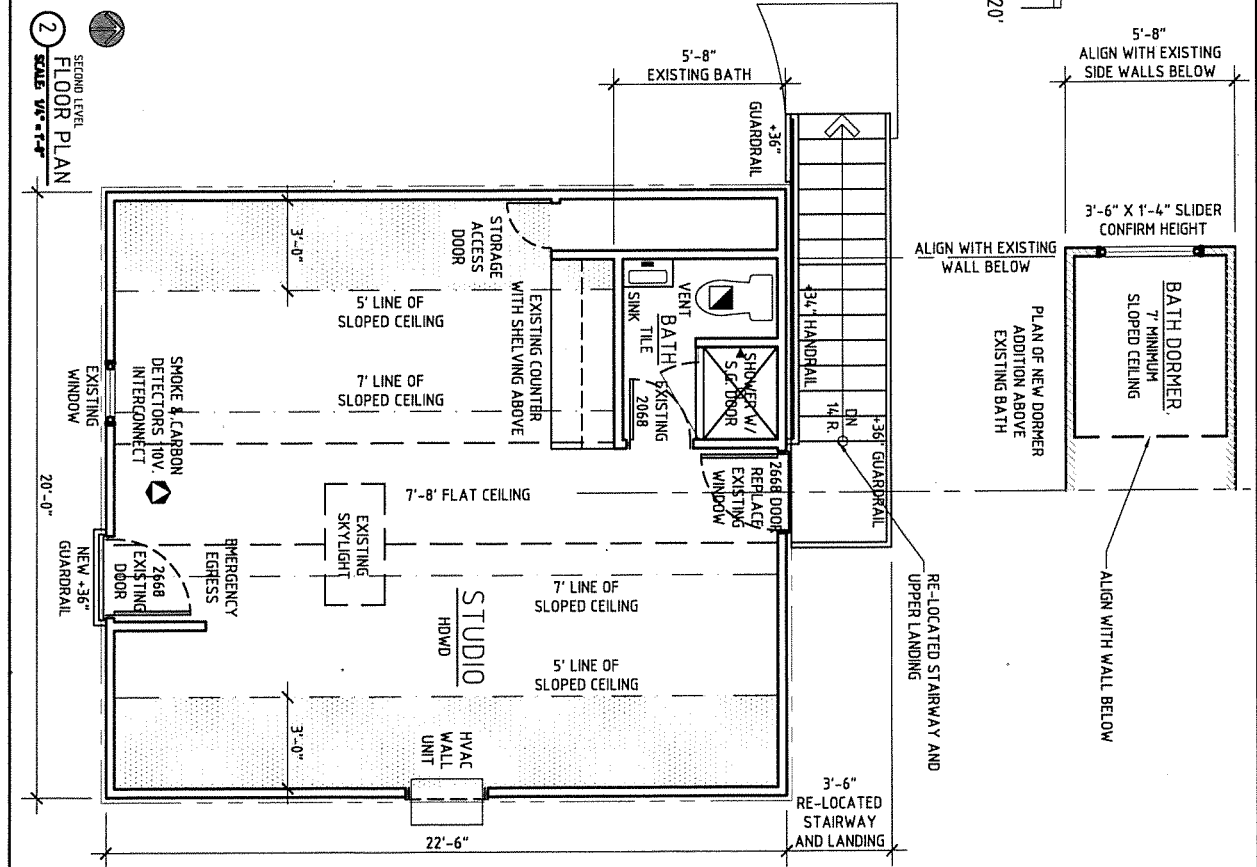 20'
5'-8"
ALIGN WITH EXISTING
SIDE WALLS BELOW
5'-8"
EXISTING BATH
+36"
GUARDRAIL
3'-6" X 1'-4" SLIDER
CONFIRM HEIGHT
ALIGN WITH EXISTING
WALL BELOW
BATH DORMER
7' MINIMUM
SLOPED CEILING
PLAN OF NEW DORMER
ADDITION ABOVE
EXISTING BATH
ALIGN WITH WALL BELOW
2
SECOND LEVEL
FLOOR PLAN
SCALE: 1/4" = 1'-0"
3'-0"
STORAGE
ACCESS
DOOR
5' LINE OF
SLOPED CEILING
EXISTING COUNTER
WITH SHELVING ABOVE
SINK
VENT
BATH
TILE
SHOWER W/
S.G. DOOR
EXISTING
2068
+34" HANDRAIL
DN
14 R.
+36" GUARDRAIL
7' LINE OF
SLOPED CEILING
EXISTING
WINDOW
SMOKE & CARBON
DETECTORS 110V.
INTERCONNECT
7'-8' FLAT CEILING
2668 DOOR
REPLACE
EXISTING
WINDOW
EXISTING
SKYLIGHT
RE-LOCATED STAIRWAY AND
UPPER LANDING
20'-0"
NEW +36"
GUARDRAIL
2668
EXISTING
DOOR
EMERGENCY
EGRESS
7' LINE OF
SLOPED CEILING
STUDIO
HDWD
5' LINE OF
SLOPED CEILING
3'-0"
HVAC
WALL
UNIT
3'-6"
RE-LOCATED
STAIRWAY
AND LANDING
22'-6"